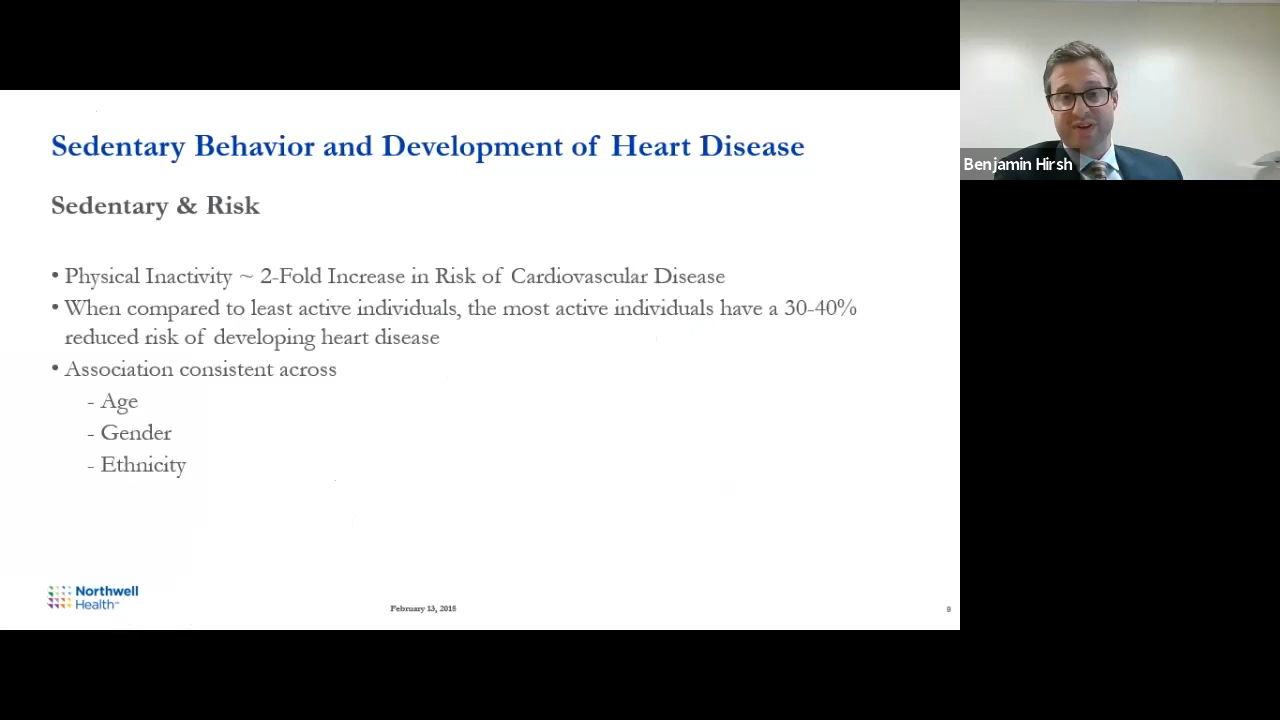 Sedentary Behavior and Development of Heart Disease
Sedentary & Risk
• Physical Inactivity ~ 2-Fold Increase in Risk of Cardiovascular Disease
• When compared to least active individuals, the most active individuals have a 30-40%
reduced risk of developing heart disease
• Association consistent across
- Age
- Gender
- Ethnicity
Northwell
Health℠
February 13, 2018
9
Benjamin Hirsh